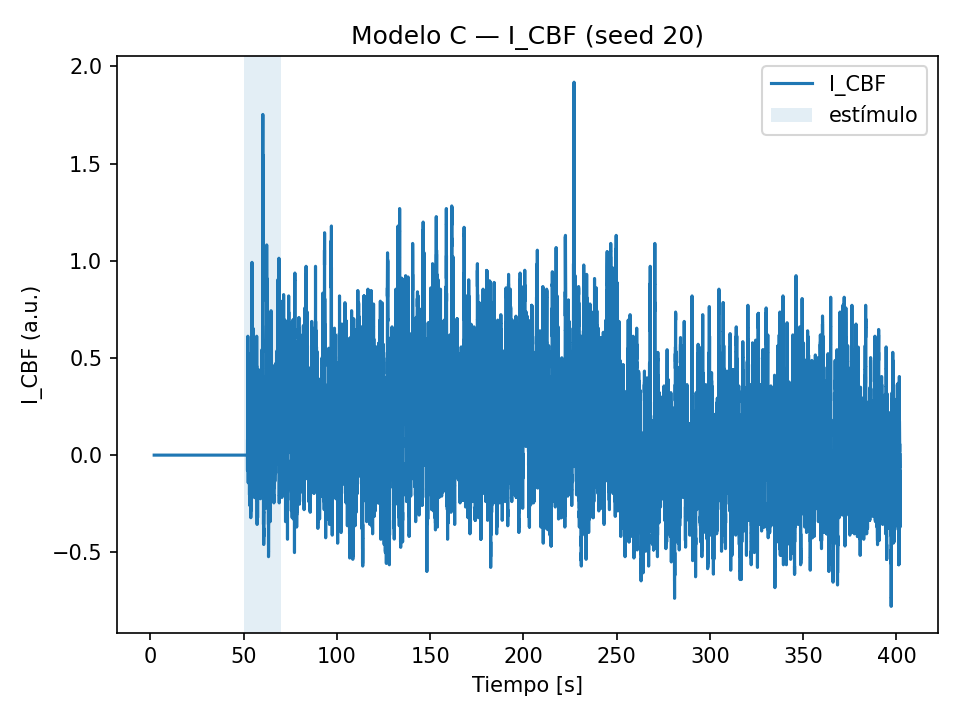 Modelo C — I_CBF (seed 20)
I_CBF
estímulo
I_CBF (a.u.)
2.0
1.5
1.0
0.5
0.0
−0.5
0 50 100 150 200 250 300 350 400
Tiempo [s]